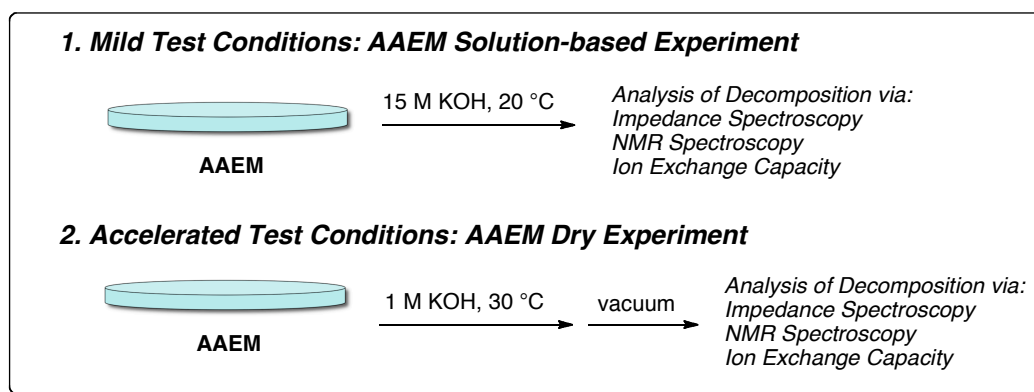 1. Mild Test Conditions: AAEM Solution-based Experiment
15 M KOH, 20 °C
AAEM
Analysis of Decomposition via:
Impedance Spectroscopy
NMR Spectroscopy
Ion Exchange Capacity
2. Accelerated Test Conditions: AAEM Dry Experiment
1 M KOH, 30 °C
vacuum
AAEM
Analysis of Decomposition via:
Impedance Spectroscopy
NMR Spectroscopy
Ion Exchange Capacity